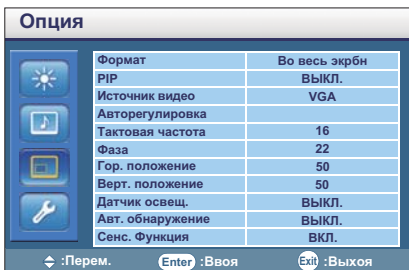 Опция
Формат Во весь экрбн
PIP ВЫКЛ.
Источник видео VGA
Авторегулировка
Тактовая частота 16
Фаза 22
Гор. положение 50
Верт. положение 50
Датчик освещ. ВЫКЛ.
Авт. обнаружение ВЫКЛ.
Сенс. Функция ВКЛ.
:Перем. Enter :Ввоя Exit :Выхоя